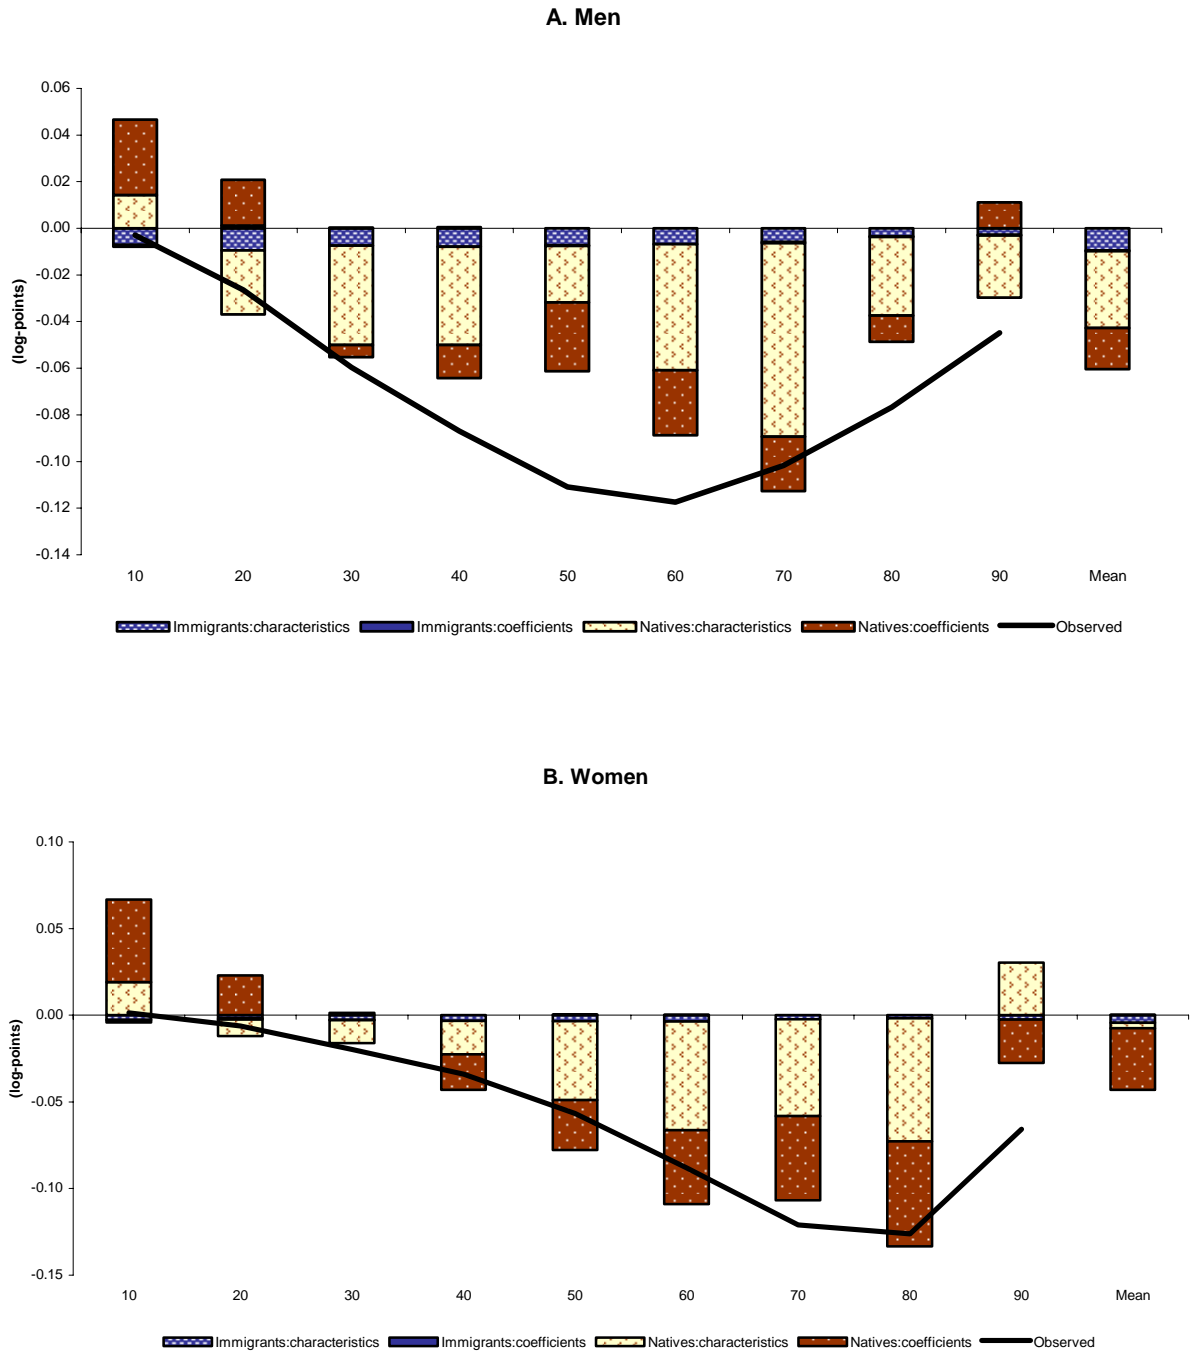 A. Men
0.06
0.04
0.02
0.00
-0.02
-0.04
-0.06
-0.08
-0.10
-0.12
-0.14
(log-points)
10 20 30 40 50 60 70 80 90 Mean
Immigrants:characteristics Immigrants:coefficients Natives:characteristics Natives:coefficients Observed
B. Women
0.10
0.05
0.00
-0.05
-0.10
-0.15
(log-points)
10 20 30 40 50 60 70 80 90 Mean
Immigrants:characteristics Immigrants:coefficients Natives:characteristics Natives:coefficients Observed